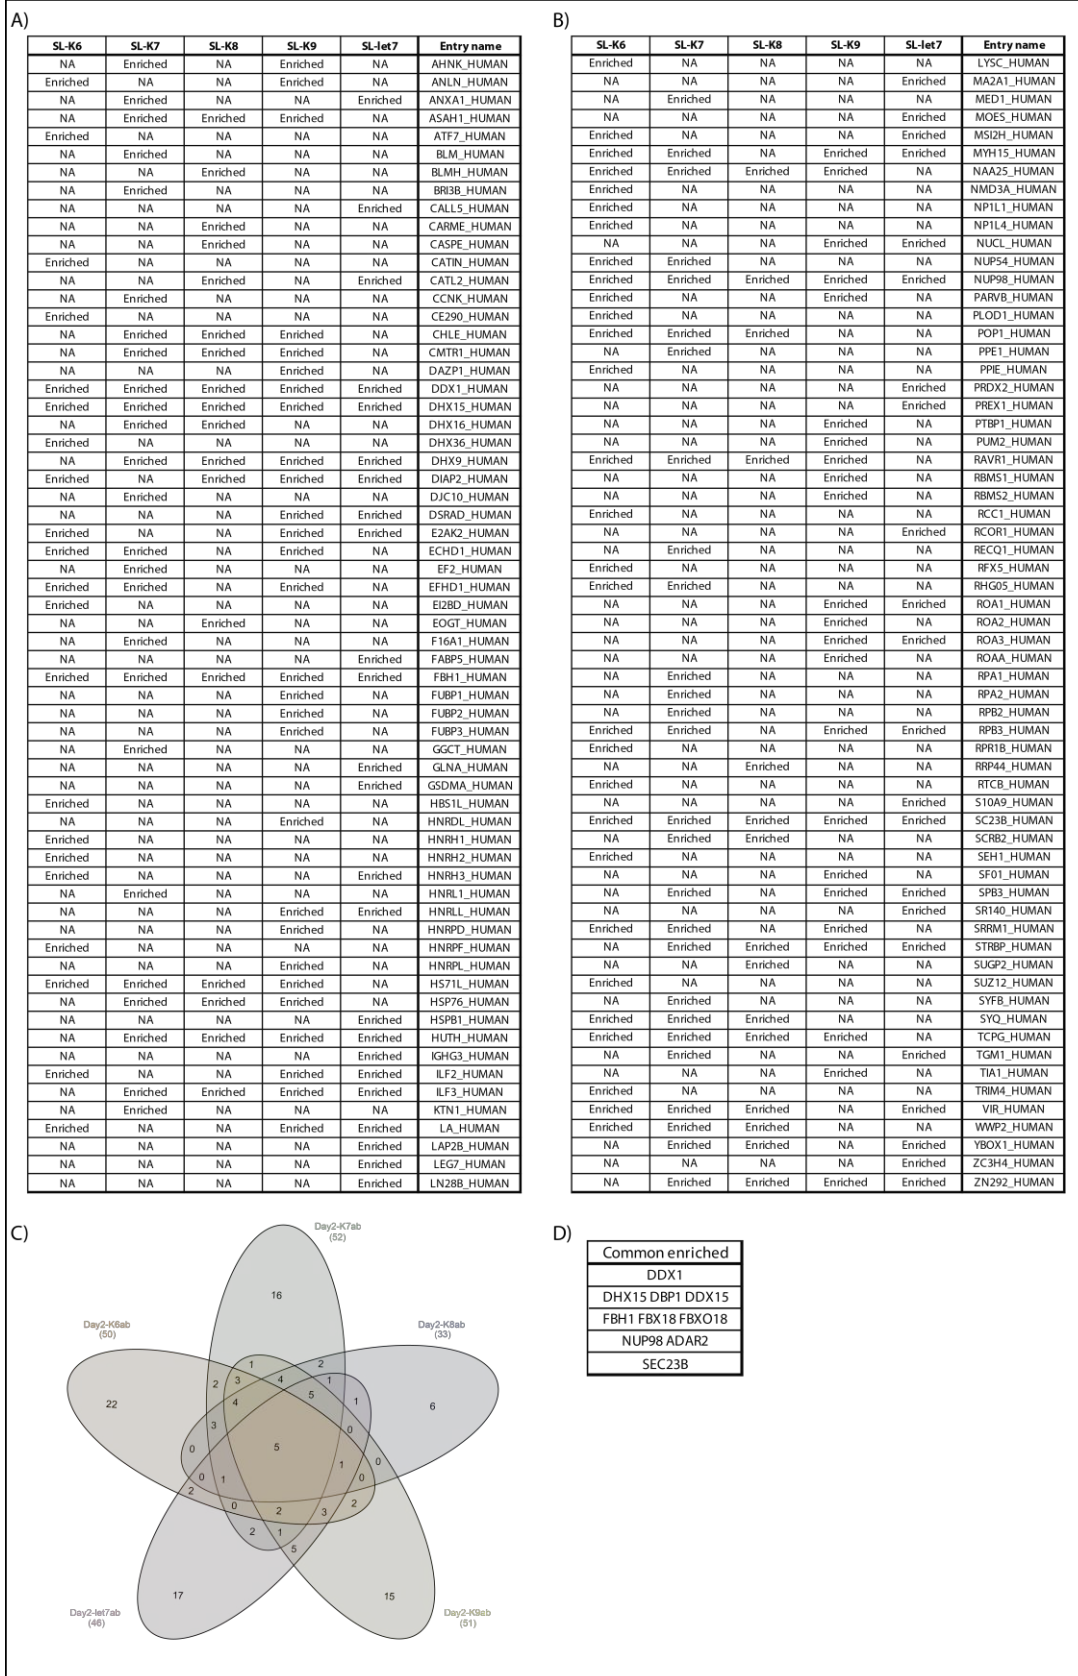 A)
SL-K6 SL-K7 SL-K8 SL-K9 SL-let7 Entry name
NA Enriched NA Enriched NA AHNK_HUMAN
Enriched NA NA Enriched NA ANLN_HUMAN
NA Enriched NA NA Enriched ANXA1_HUMAN
NA Enriched Enriched Enriched NA ASAH1_HUMAN
Enriched NA NA NA NA ATF7_HUMAN
NA Enriched NA NA NA BLM_HUMAN
NA NA Enriched NA NA BLMH_HUMAN
NA Enriched NA NA NA BRI3B_HUMAN
NA NA NA NA Enriched CALL5_HUMAN
NA NA Enriched NA NA CARME_HUMAN
NA NA Enriched NA NA CASPE_HUMAN
Enriched NA NA NA NA CATIN_HUMAN
NA NA Enriched NA Enriched CATL2_HUMAN
NA Enriched NA NA NA CCNK_HUMAN
Enriched NA NA NA NA CE290_HUMAN
NA Enriched Enriched Enriched NA CHLE_HUMAN
NA Enriched Enriched Enriched NA CMTR1_HUMAN
NA NA NA Enriched NA DAZP1_HUMAN
Enriched Enriched Enriched Enriched Enriched DDX1_HUMAN
Enriched Enriched Enriched Enriched Enriched DHX15_HUMAN
NA Enriched Enriched NA NA DHX16_HUMAN
Enriched NA NA NA NA DHX36_HUMAN
NA Enriched Enriched Enriched Enriched DHX9_HUMAN
Enriched NA Enriched Enriched Enriched DIAP2_HUMAN
NA Enriched NA NA NA DJC10_HUMAN
NA NA NA Enriched Enriched DSRAD_HUMAN
Enriched NA NA Enriched Enriched E2AK2_HUMAN
Enriched Enriched NA Enriched NA ECHD1_HUMAN
NA Enriched NA NA NA EF2_HUMAN
Enriched Enriched NA Enriched NA EFHD1_HUMAN
Enriched NA NA NA NA EI2BD_HUMAN
NA NA Enriched NA NA EOGT_HUMAN
NA Enriched NA NA NA F16A1_HUMAN
NA NA NA NA Enriched FABP5_HUMAN
Enriched Enriched Enriched Enriched Enriched FBH1_HUMAN
NA NA NA Enriched NA FUBP1_HUMAN
NA NA NA Enriched NA FUBP2_HUMAN
NA NA NA Enriched NA FUBP3_HUMAN
NA Enriched NA NA NA GGCT_HUMAN
NA NA NA NA Enriched GLNA_HUMAN
NA NA NA NA Enriched GSDMA_HUMAN
Enriched NA NA NA NA HBS1L_HUMAN
NA NA NA Enriched NA HNRDL_HUMAN
Enriched NA NA NA NA HNRH1_HUMAN
Enriched NA NA NA NA HNRH2_HUMAN
Enriched NA NA NA Enriched HNRH3_HUMAN
NA Enriched NA NA NA HNRL1_HUMAN
NA NA NA Enriched Enriched HNRLL_HUMAN
NA NA NA Enriched NA HNRPD_HUMAN
Enriched NA NA NA NA HNRPF_HUMAN
NA NA NA Enriched NA HNRPL_HUMAN
Enriched Enriched Enriched Enriched NA HS71L_HUMAN
NA Enriched Enriched Enriched NA HSP76_HUMAN
NA NA NA NA Enriched HSPB1_HUMAN
NA Enriched Enriched Enriched Enriched HUTH_HUMAN
NA NA NA NA Enriched IGHG3_HUMAN
Enriched NA NA Enriched Enriched ILF2_HUMAN
NA Enriched Enriched Enriched Enriched ILF3_HUMAN
NA Enriched NA NA NA KTN1_HUMAN
Enriched NA NA Enriched Enriched LA_HUMAN
NA NA NA NA Enriched LAP2B_HUMAN
NA NA NA NA Enriched LEG7_HUMAN
NA NA NA NA Enriched LN28B_HUMAN
B)
SL-K6 SL-K7 SL-K8 SL-K9 SL-let7 Entry name
Enriched NA NA NA NA LYSC_HUMAN
NA NA NA NA Enriched MA2A1_HUMAN
NA Enriched NA NA NA MED1_HUMAN
NA NA NA NA Enriched MOES_HUMAN
Enriched NA NA NA Enriched MSI2H_HUMAN
Enriched Enriched NA Enriched Enriched MYH15_HUMAN
Enriched Enriched Enriched Enriched NA NAA25_HUMAN
Enriched NA NA NA NA NMD3A_HUMAN
Enriched NA NA NA NA NP1L1_HUMAN
Enriched NA NA NA NA NP1L4_HUMAN
NA NA NA Enriched Enriched NUCL_HUMAN
Enriched Enriched NA NA NA NUP54_HUMAN
Enriched Enriched Enriched Enriched Enriched NUP98_HUMAN
Enriched NA NA Enriched NA PARVB_HUMAN
Enriched NA NA NA NA PLOD1_HUMAN
Enriched Enriched Enriched NA NA POP1_HUMAN
NA Enriched NA NA NA PPE1_HUMAN
Enriched NA NA NA NA PPIE_HUMAN
NA NA NA NA Enriched PRDX2_HUMAN
NA NA NA NA Enriched PREX1_HUMAN
NA NA NA Enriched NA PTBP1_HUMAN
NA NA NA Enriched NA PUM2_HUMAN
Enriched Enriched Enriched Enriched NA RAVR1_HUMAN
NA NA NA Enriched NA RBMS1_HUMAN
NA NA NA Enriched NA RBMS2_HUMAN
Enriched NA NA NA NA RCC1_HUMAN
NA NA NA NA Enriched RCOR1_HUMAN
NA Enriched NA NA NA RECQ1_HUMAN
Enriched NA NA NA NA RFX5_HUMAN
Enriched Enriched NA NA NA RHG05_HUMAN
NA NA NA Enriched Enriched ROA1_HUMAN
NA NA NA Enriched NA ROA2_HUMAN
NA NA NA Enriched Enriched ROA3_HUMAN
NA NA NA Enriched NA ROAA_HUMAN
NA Enriched NA NA NA RPA1_HUMAN
NA Enriched NA NA NA RPA2_HUMAN
NA Enriched NA NA NA RPB2_HUMAN
Enriched Enriched NA Enriched Enriched RPB3_HUMAN
Enriched NA NA NA NA RPR1B_HUMAN
NA NA Enriched NA NA RRP44_HUMAN
Enriched NA NA NA NA RTCB_HUMAN
NA NA NA NA Enriched S10A9_HUMAN
Enriched Enriched Enriched Enriched Enriched SC23B_HUMAN
NA Enriched Enriched NA NA SCRB2_HUMAN
Enriched NA NA NA NA SEH1_HUMAN
NA NA NA Enriched NA SF01_HUMAN
NA Enriched NA Enriched Enriched SPB3_HUMAN
NA NA NA NA Enriched SR140_HUMAN
Enriched Enriched NA Enriched NA SRRM1_HUMAN
NA Enriched Enriched Enriched Enriched STRBP_HUMAN
NA NA Enriched NA NA SUGP2_HUMAN
Enriched NA NA NA NA SUZ12_HUMAN
NA Enriched NA NA NA SYFB_HUMAN
Enriched Enriched Enriched NA NA SYQ_HUMAN
Enriched Enriched Enriched Enriched NA TCPG_HUMAN
NA Enriched NA NA Enriched TGM1_HUMAN
NA NA NA Enriched NA TIA1_HUMAN
Enriched NA NA NA NA TRIM4_HUMAN
Enriched Enriched Enriched NA Enriched VIR_HUMAN
Enriched Enriched Enriched NA NA WWP2_HUMAN
NA Enriched Enriched NA Enriched YBOX1_HUMAN
NA NA NA NA Enriched ZC3H4_HUMAN
NA Enriched Enriched Enriched Enriched ZN292_HUMAN
C)
Day2-K7ab
(52)
16
Day2-K6ab
(50)
Day2-K8ab
(33)
1 2
2 3 4 1
22 4 5 1 6
3 0
0 5 1 0
0 1 0
2 0 2 3 2
2 1
5
17 15
Day2-let7ab
(46)
Day2-K9ab
(51)
D)
Common enriched
DDX1
DHX15 DBP1 DDX15
FBH1 FBX18 FBXO18
NUP98 ADAR2
SEC23B